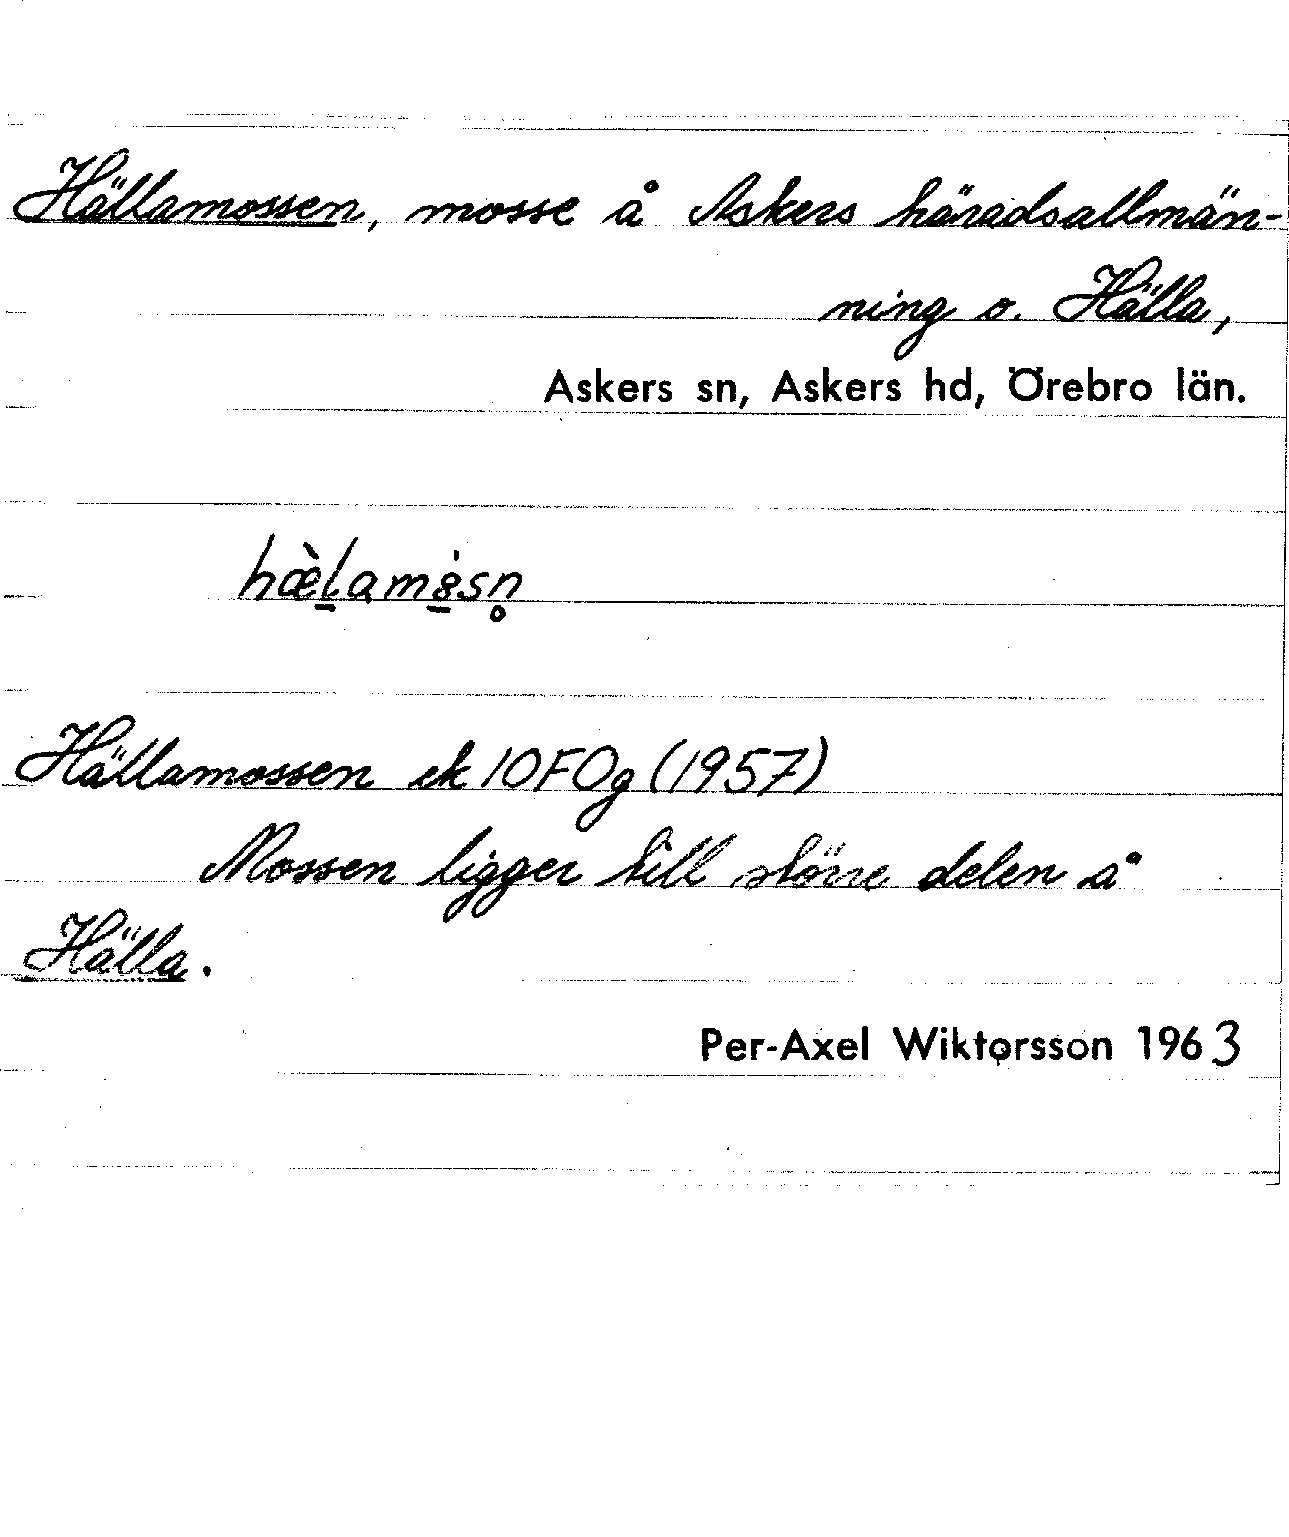 Hällamossen, mosse å Askers häradsallmän-
ning o. Hälla,
Askers sn, Askers hd, Örebro län.
Hällamossen ek 10F0g (1957)
Mossen ligger till större delen å
Hälla.
Per-Axel Wiktorsson 1963